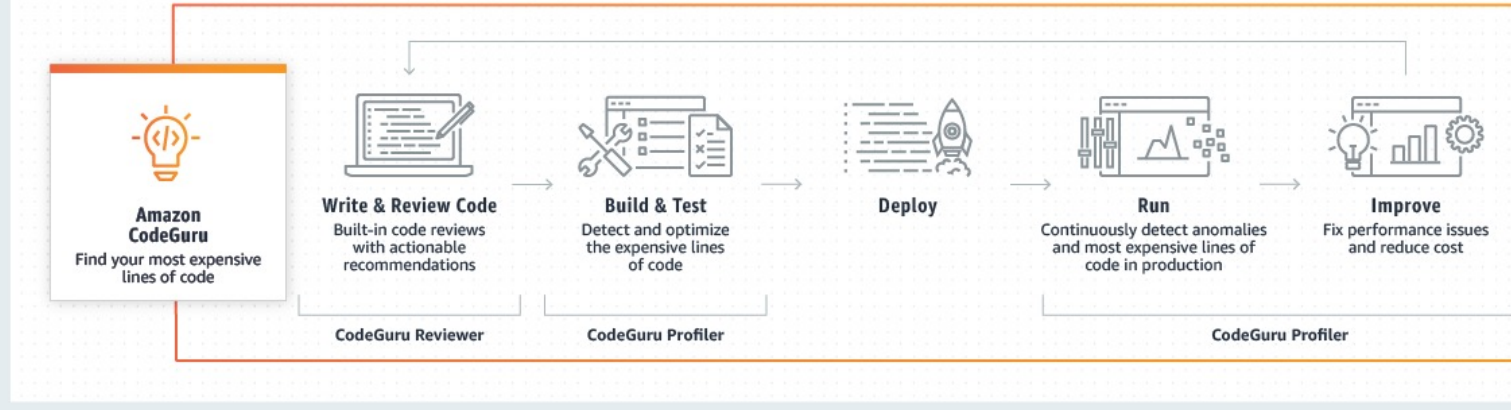 Amazon
CodeGuru
Find your most expensive
lines of code
Write & Review Code
Built-in code reviews
with actionable
recommendations
CodeGuru Reviewer
Build & Test
Detect and optimize
the expensive lines
of code
CodeGuru Profiler
Deploy
Run
Continuously detect anomalies
and most expensive lines of
code in production
Improve
Fix performance issues
and reduce cost
CodeGuru Profiler